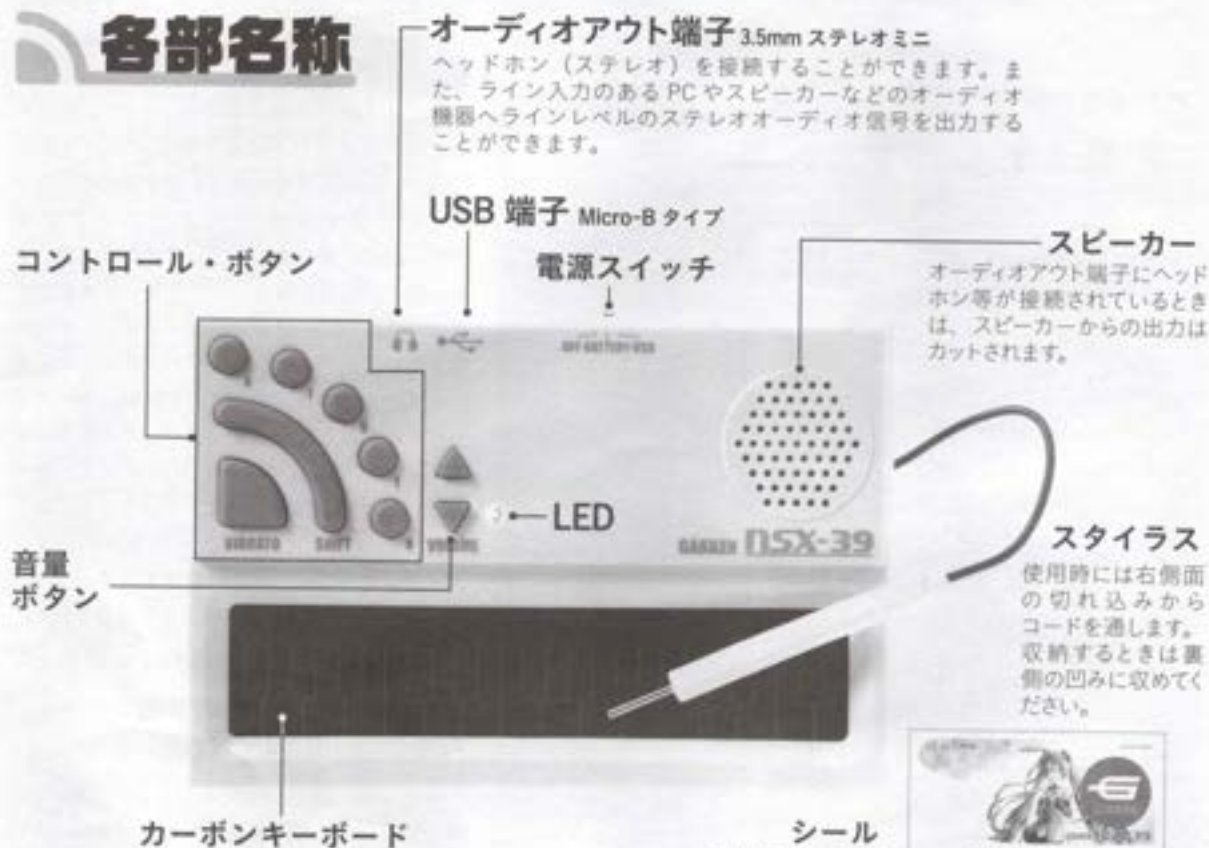 各部名称
オーディオアウト端子 3.5mm ステレオミニ
ヘッドホン（ステレオ）を接続することができます。ま
た、ライン入力のある PC やスピーカーなどのオーディオ
機器へラインレベルのステレオオーディオ信号を出力する
ことができます。
USB 端子 Micro-B タイプ
電源スイッチ
スピーカー
オーディオアウト端子にヘッド
ホン等が接続されているとき
は、スピーカーからの出力は
カットされます。
コントロール・ボタン
OFF BATTERY USB
LED
VIBRATO SHIFT
VOLUME
GAKKEN NSX-39
音量
ボタン
スタイラス
使用時には右側面
の切れ込みから
コードを通します。
収納するときは裏
側の凹みに収めてく
ださい。
カーボンキーボード
シール